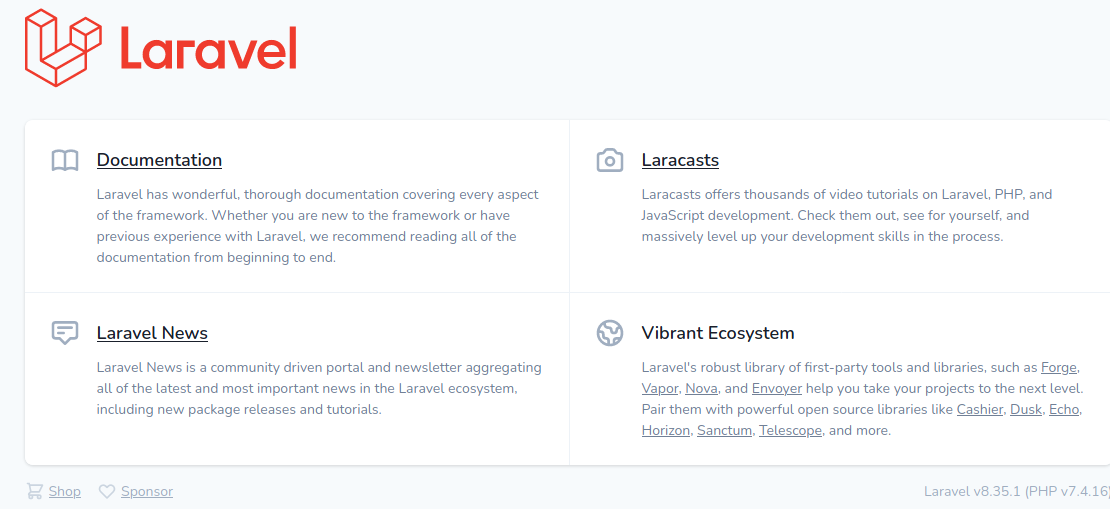 Laravel
Documentation
Laravel has wonderful, thorough documentation covering every aspect
of the framework. Whether you are new to the framework or have
previous experience with Laravel, we recommend reading all of the
documentation from beginning to end.
Laracasts
Laracasts offers thousands of video tutorials on Laravel, PHP, and
JavaScript development. Check them out, see for yourself, and
massively level up your development skills in the process.
Laravel News
Laravel News is a community driven portal and newsletter aggregating
all of the latest and most important news in the Laravel ecosystem,
including new package releases and tutorials.
Vibrant Ecosystem
Laravel's robust library of first-party tools and libraries, such as Forge,
Vapor, Nova, and Envoyer help you take your projects to the next level.
Pair them with powerful open source libraries like Cashier, Dusk, Echo,
Horizon, Sanctum, Telescope, and more.
Shop Sponsor Laravel v8.35.1 (PHP v7.4.16)